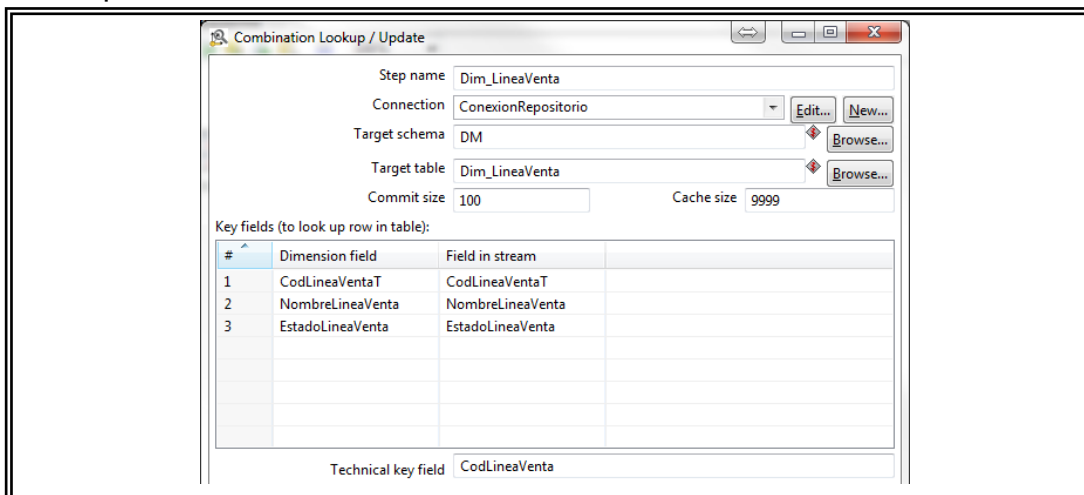 Combination Lookup / Update
Step name Dim_LineaVenta
Connection ConexionRepositorio Edit... New...
Target schema DM Browse...
Target table Dim_LineaVenta Browse...
Commit size 100 Cache size 9999
Key fields (to look up row in table):
# Dimension field Field in stream
1 CodLineaVentaT CodLineaVentaT
2 NombreLineaVenta NombreLineaVenta
3 EstadoLineaVenta EstadoLineaVenta
Technical key field CodLineaVenta